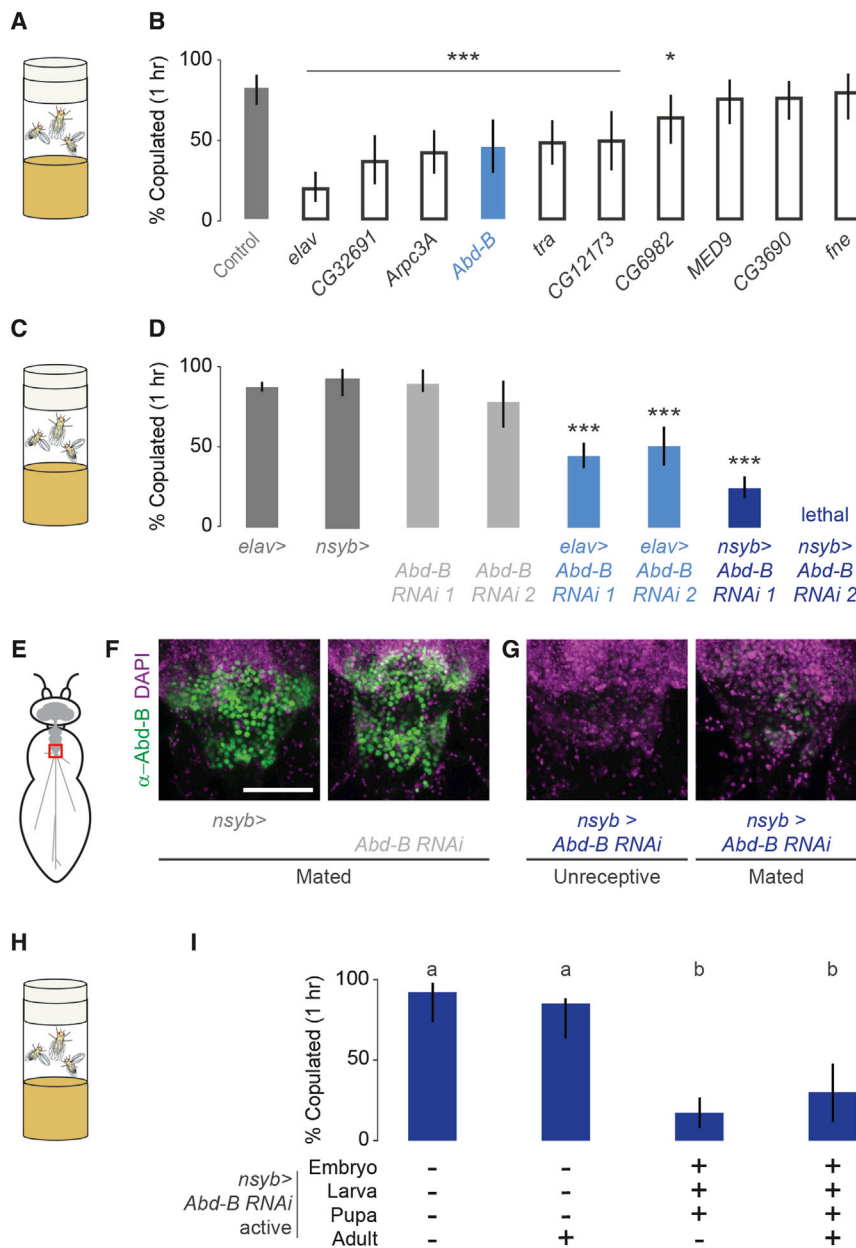 A
B
% Copulated (1 hr)
100
50
0
***
*
Control
elav
CG32691
Arpc3A
Abd-B
tra
CG12173
CG6982
MED9
CG3690
fne
C
D
% Copulated (1 hr)
100
50
0
*** *** ***
lethal
elav> nsyb> elav> elav> nsyb> nsyb>
Abd-B Abd-B Abd-B Abd-B Abd-B Abd-B
RNAi 1 RNAi 2 RNAi 1 RNAi 2 RNAi 1 RNAi 2
E
F
G
α–Abd-B DAPI
nsyb>
Abd-B RNAi
Mated
nsyb >
Abd-B RNAi
Unreceptive
nsyb >
Abd-B RNAi
Mated
H
I
% Copulated (1 hr)
100
50
0
a a b b
nsyb>
Abd-B RNAi
active
Embryo - - + +
Larva - - + +
Pupa - - + +
Adult - + - +